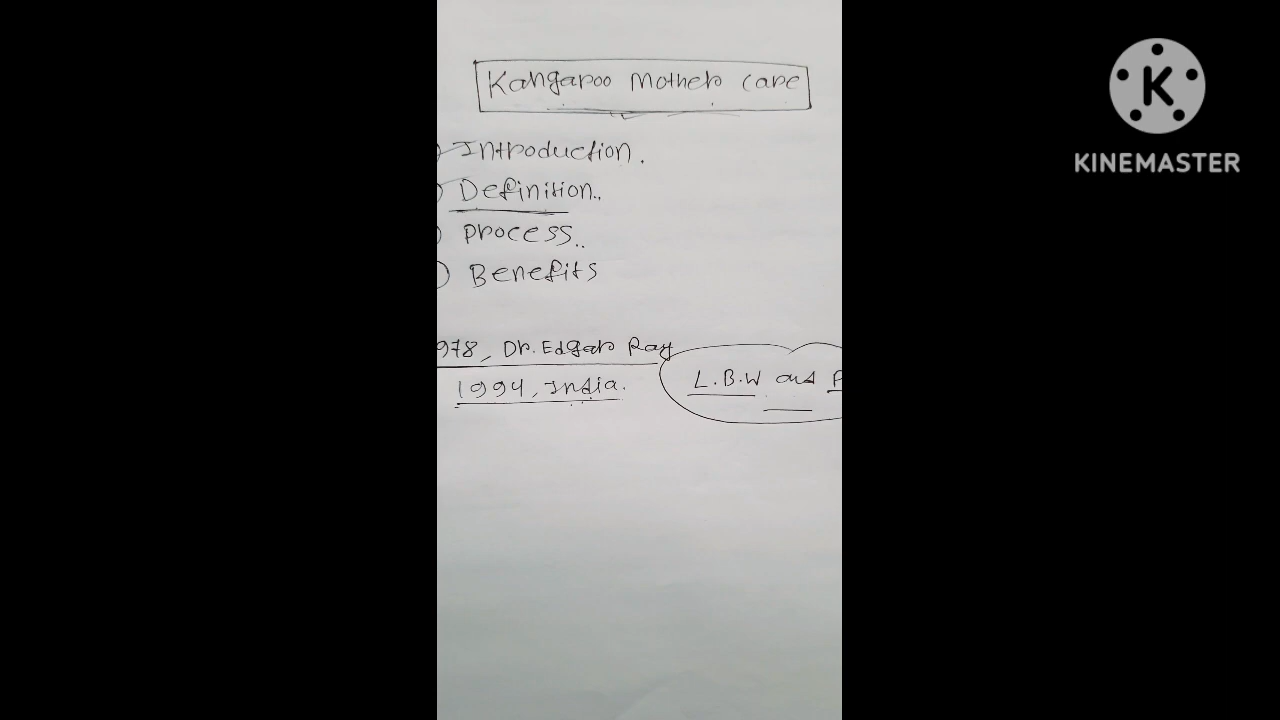 Kangaroo Mother Care
Introduction.
Definition..
Process..
Benefits
978, Dr. Edgar Ray
1994, India.
L.B.W and P
KINEMASTER